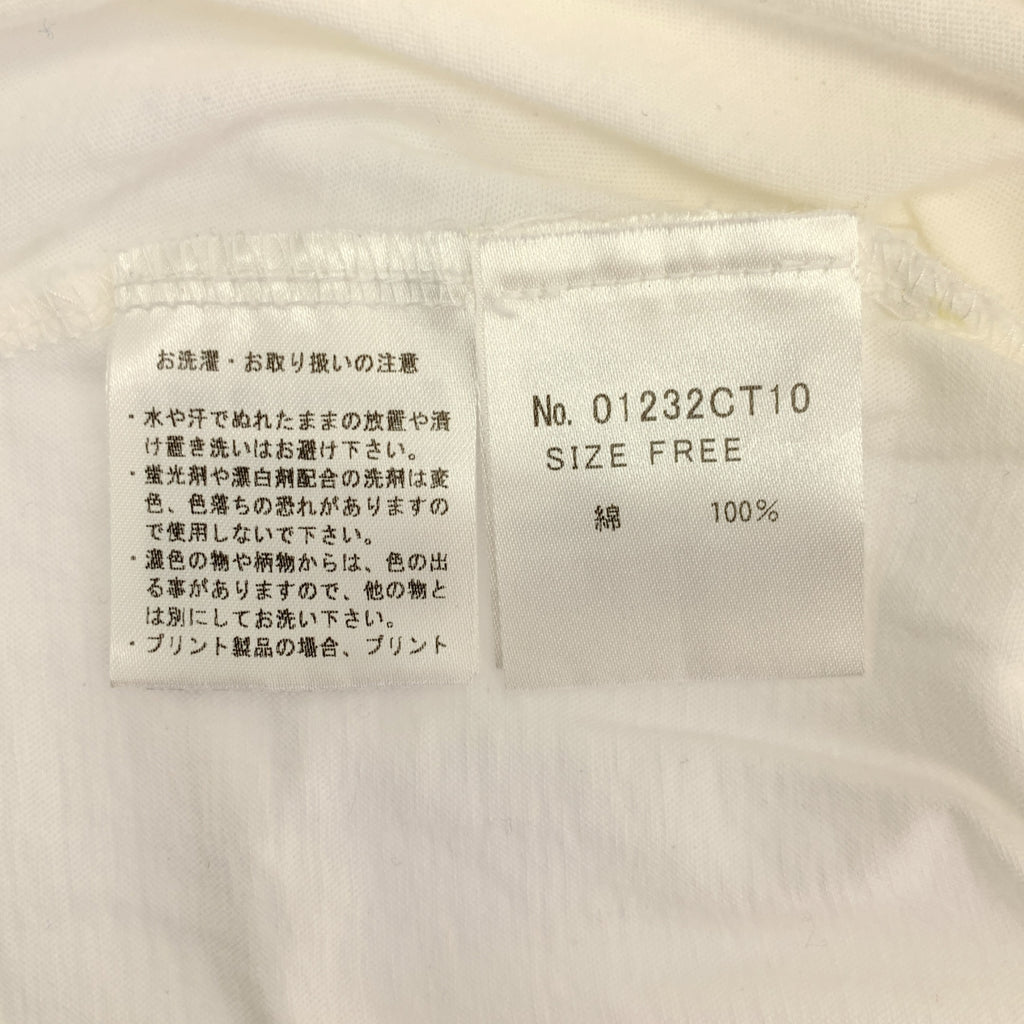 お洗濯・お取り扱いの注意
・水や汗でぬれたままの放置や漬
け置き洗いはお避け下さい。
・蛍光剤や漂白剤配合の洗剤は変
色、色落ちの恐れがありますの
で使用しないで下さい。
・濃色の物や柄物からは、色の出
る事がありますので、他の物と
は別にしてお洗い下さい。
・プリント製品の場合、プリント
No. 01232CT10
SIZE FREE
綿 100%